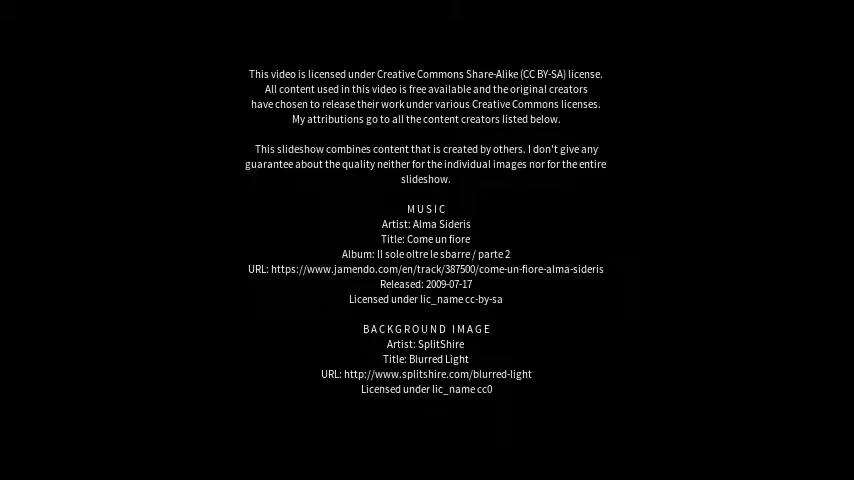 This video is licensed under Creative Commons Share-Alike (CC BY-SA) license.
All content used in this video is free available and the original creators
have chosen to release their work under various Creative Commons licenses.
My attributions go to all the content creators listed below.
This slideshow combines content that is created by others. I don't give any
guarantee about the quality neither for the individual images nor for the entire
slideshow.
MUSIC
Artist: Alma Sideris
Title: Come un fiore
Album: Il sole oltre le sbarre / parte 2
URL: https://www.jamendo.com/en/track/387500/come-un-fiore-alma-sideris
Released: 2009-07-17
Licensed under lic_name cc-by-sa
BACKGROUND IMAGE
Artist: SplitShire
Title: Blurred Light
URL: http://www.splitshire.com/blurred-light
Licensed under lic_name cc0